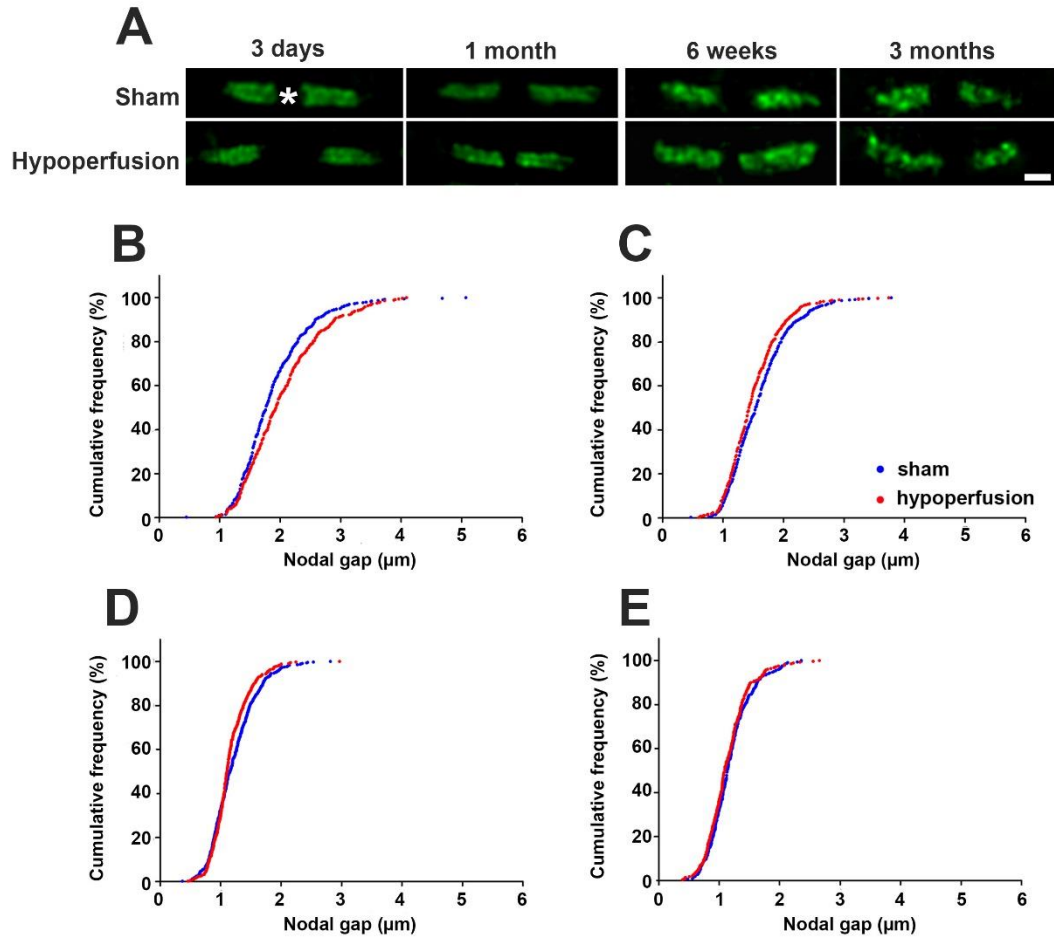 A
3 days 1 month 6 weeks 3 months
Sham *
Hypoperfusion
B
Cumulative frequency (%)
100
80
60
40
20
0
0 1 2 3 4 5 6
Nodal gap (µm)
C
Cumulative frequency (%)
100
80
60
40
20
0
0 1 2 3 4 5 6
Nodal gap (µm)
sham
hypoperfusion
D
Cumulative frequency (%)
100
80
60
40
20
0
0 1 2 3 4 5 6
Nodal gap (µm)
E
Cumulative frequency (%)
100
80
60
40
20
0
0 1 2 3 4 5 6
Nodal gap (µm)